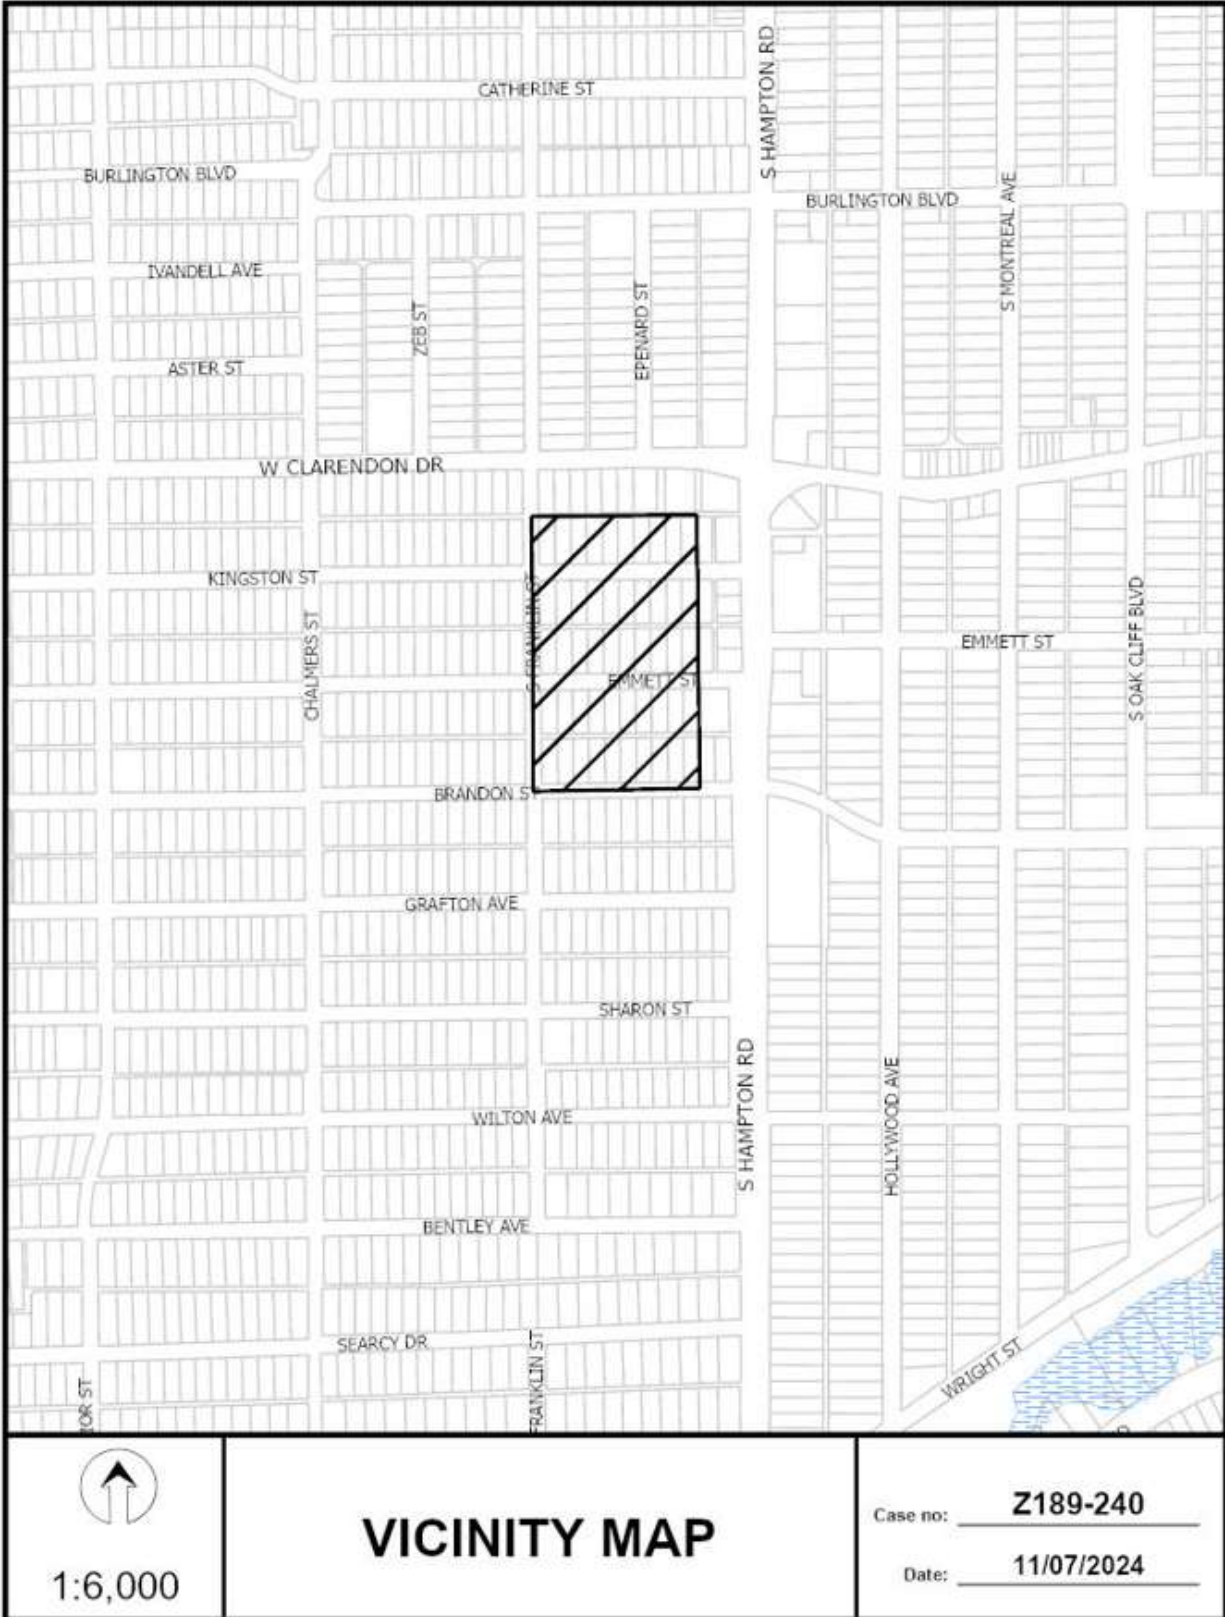 S HAMPTON RD
CATHERINE ST
BURLINGTON BLVD
BURLINGTON BLVD
S MONTREAL AVE
IVANDELL AVE
ZEB ST
EPENARD ST
ASTER ST
W CLARENDON DR
KINGSTON ST
CHALMERS ST
S FRANKLIN ST
EMMETT ST
EMMETT ST
S OAK CLIFF BLVD
BRANDON ST
GRAFTON AVE
SHARON ST
S HAMPTON RD
HOLLYWOOD AVE
WILTON AVE
BENTLEY AVE
SEARCY DR
FRANKLIN ST
WRIGHT ST
1:6,000
VICINITY MAP
Case no: Z189-240
Date: 11/07/2024